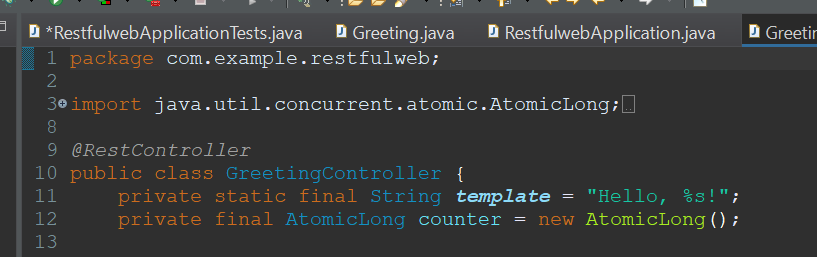 *RestfulwebApplicationTests.java Greeting.java RestfulwebApplication.java Greetin
1 package com.example.restfulweb;
2
3 import java.util.concurrent.atomic.AtomicLong;
8
9 @RestController
10 public class GreetingController {
11 private static final String template = "Hello, %s!";
12 private final AtomicLong counter = new AtomicLong();
13